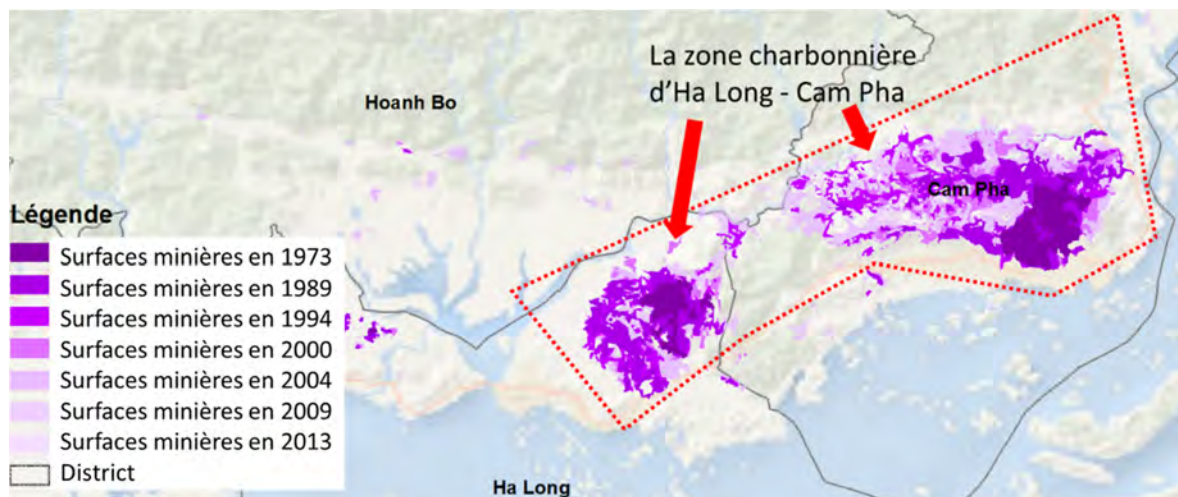 La zone charbonnière
d'Ha Long - Cam Pha
Hoanh Bo
Cam Pha
Légende
Surfaces minières en 1973
Surfaces minières en 1989
Surfaces minières en 1994
Surfaces minières en 2000
Surfaces minières en 2004
Surfaces minières en 2009
Surfaces minières en 2013
District
Ha Long